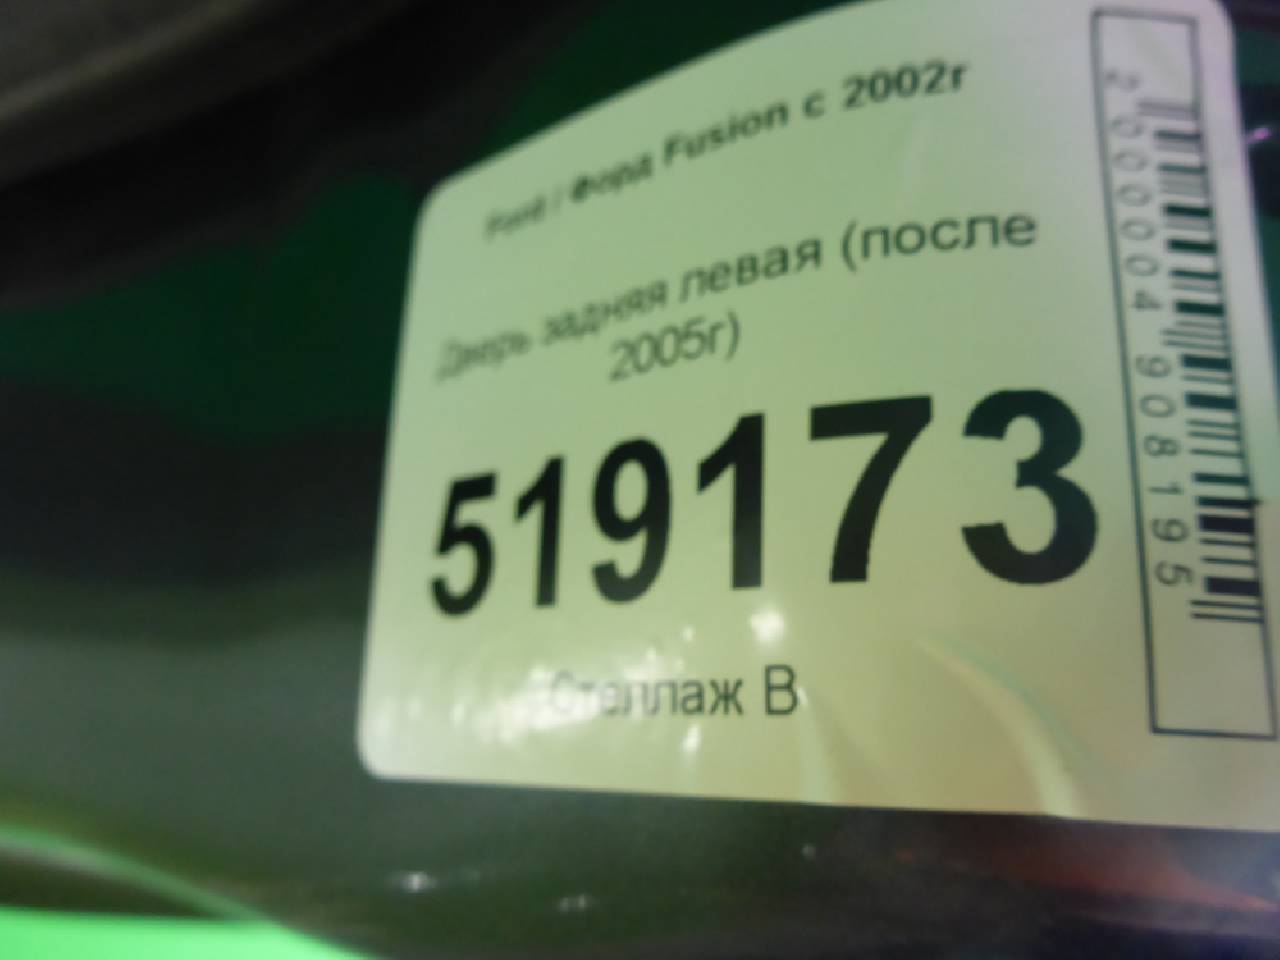 Ford / Форд Fusion с 2002г
Дверь задняя левая (после
2005г)
519173
Стеллаж В
2000004908195